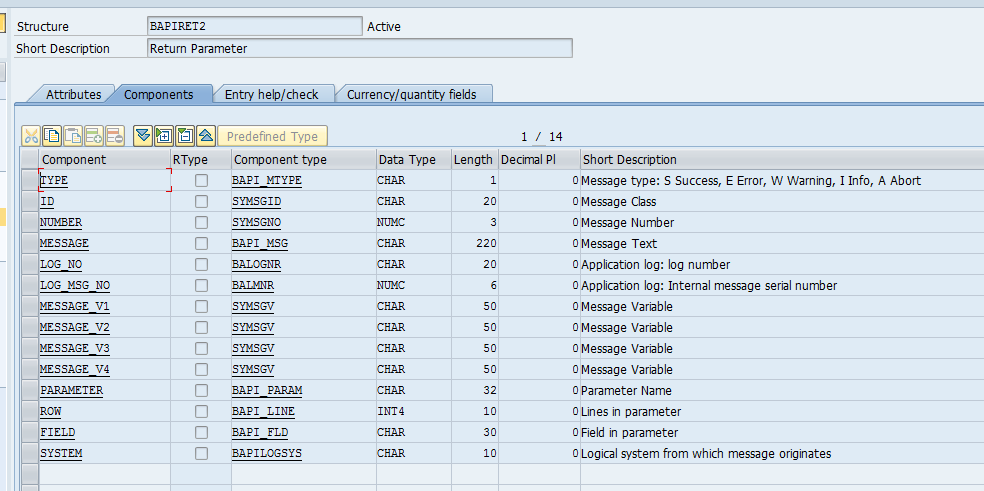 Structure BAPIRET2 Active
Short Description Return Parameter
Attributes Components Entry help/check Currency/quantity fields
Predefined Type 1 / 14
Component RType Component type Data Type Length Decimal Pl Short Description
TYPE BAPI_MTYPE CHAR 1 0 Message type: S Success, E Error, W Warning, I Info, A Abort
ID SYMSGID CHAR 20 0 Message Class
NUMBER SYMSGNO NUMC 3 0 Message Number
MESSAGE BAPI_MSG CHAR 220 0 Message Text
LOG_NO BALOGNR CHAR 20 0 Application log: log number
LOG_MSG_NO BALMNR NUMC 6 0 Application log: Internal message serial number
MESSAGE_V1 SYMSGV CHAR 50 0 Message Variable
MESSAGE_V2 SYMSGV CHAR 50 0 Message Variable
MESSAGE_V3 SYMSGV CHAR 50 0 Message Variable
MESSAGE_V4 SYMSGV CHAR 50 0 Message Variable
PARAMETER BAPI_PARAM CHAR 32 0 Parameter Name
ROW BAPI_LINE INT4 10 0 Lines in parameter
FIELD BAPI_FLD CHAR 30 0 Field in parameter
SYSTEM BAPILOGSYS CHAR 10 0 Logical system from which message originates